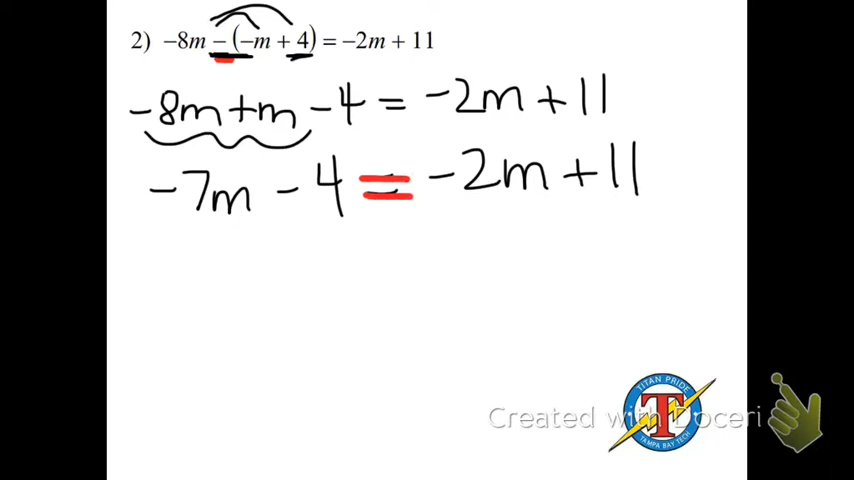 2) −8m −(−m + 4) = −2m + 11
-8m+m-4=-2m+11
-7m-4=-2m+11
TITAN PRIDE
T
TAMPA BAY TECH
Created with Doceri